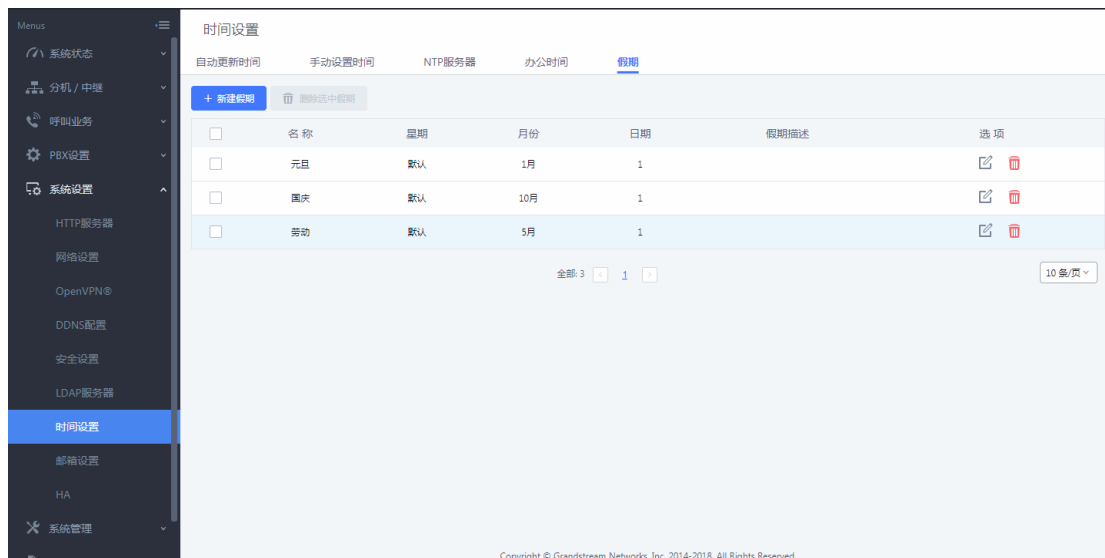 Menus
系统状态
分机 / 中继
呼叫业务
PBX设置
系统设置
HTTP服务器
网络设置
OpenVPN®
DDNS配置
安全设置
LDAP服务器
时间设置
邮箱设置
HA
系统管理
时间设置
自动更新时间 手动设置时间 NTP服务器 办公时间 假期
+ 新建假期 删除选中假期
名称 星期 月份 日期 假期描述 选项
元旦 默认 1月 1
国庆 默认 10月 1
劳动 默认 5月 1
全部: 3 < 1 > 10 条/页
Copyright © Grandstream Networks, Inc. 2014-2018. All Rights Reserved.